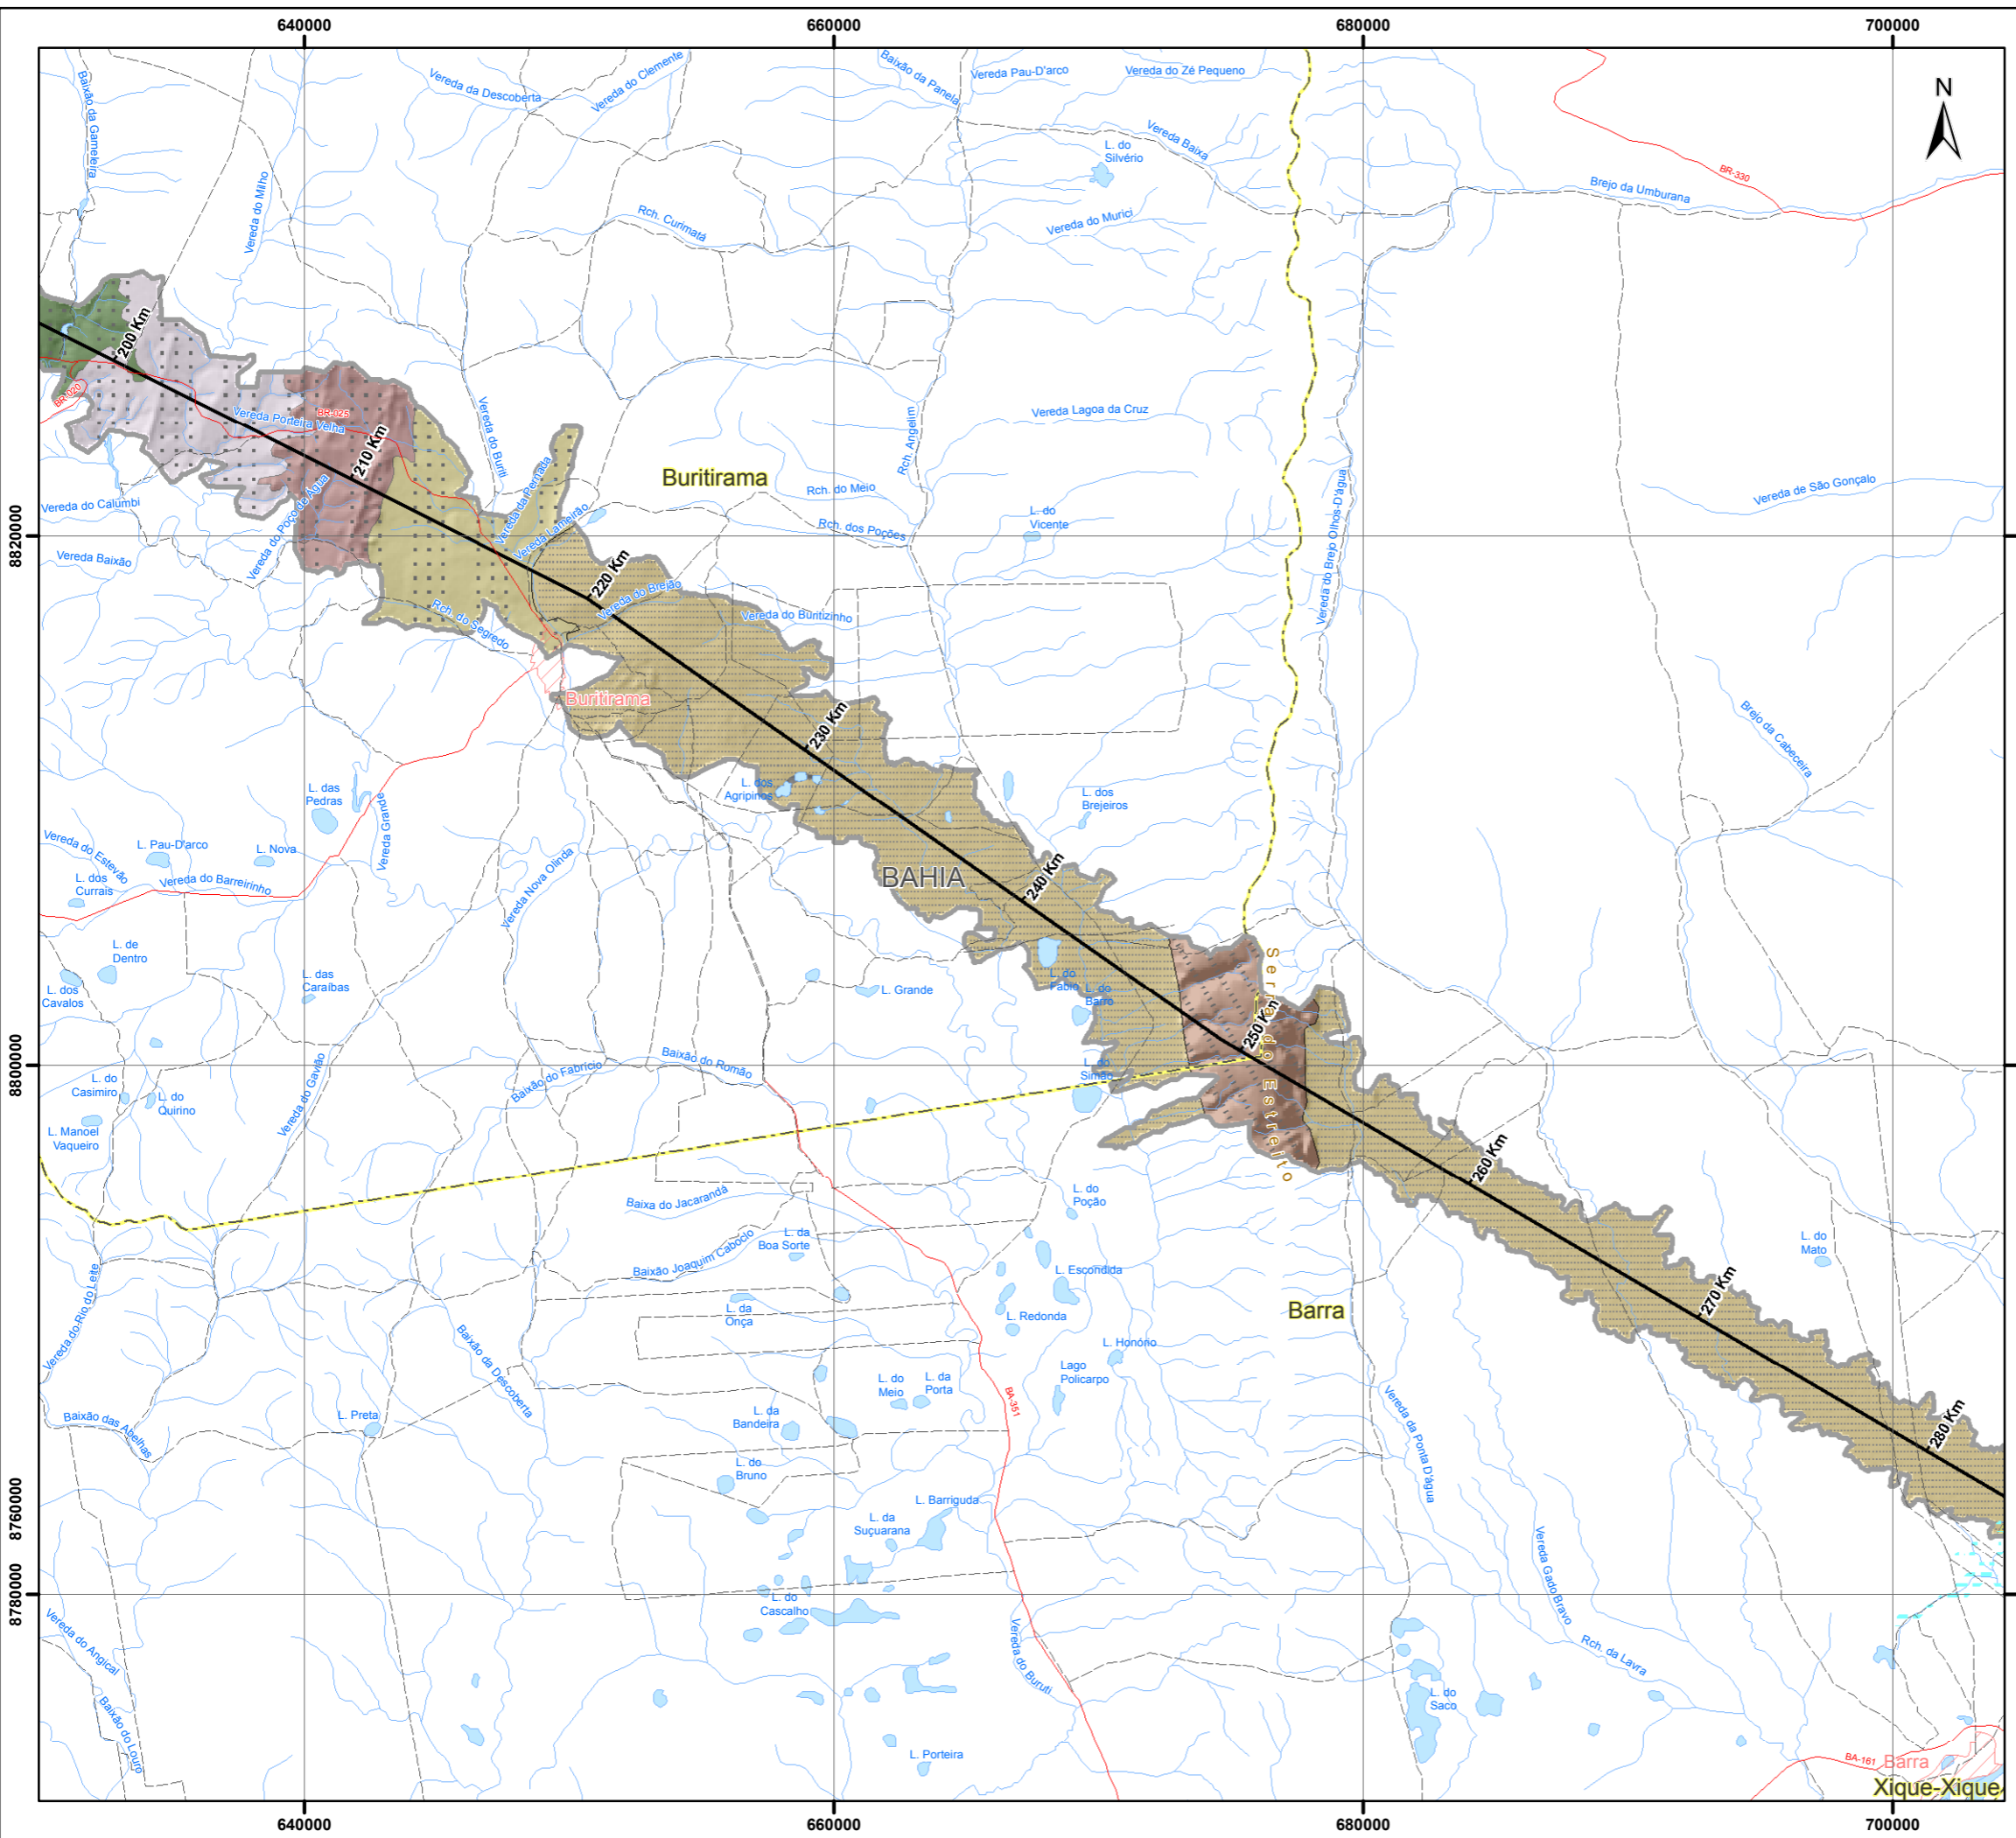 640000
660000
680000
700000
N
Baixão da Gameleira
Vereda da Descoberta
Vereda do Clemente
Baixão da Panela
Vereda Pau-D'arco
Vereda do Zé Pequeno
Vereda Baixa
L. do
Silvério
BR-330
Brejo da Umburana
Vereda do Milho
Rch. Curimatá
Vereda do Murici
200 Km
BR-020
Vereda Porteira Velha
BR-025
210 Km
Vereda do Buriti
Rch. Angelim
Vereda Lagoa da Cruz
Buritirama
Vereda da Pernada
Vereda do Calumbi
Vereda do Poço de Água
Vereda Lameirão
Rch. do Meio
Rch. dos Poções
L. do
Vicente
Vereda do Brejo Olhos-D'água
Vereda de São Gonçalo
8820000
Vereda Baixão
220 Km
Vereda do Brejão
Rch. do Segredo
Vereda do Buritizinho
Buritirama
230 Km
Brejo da Cabeceira
L. das
Pedras
Vereda Grande
L. dos
Agripinos
L. dos
Brejeiros
Vereda do Estevão
L. Pau-D'arco
L. Nova
L. dos
Currais
Vereda do Barreirinho
Vereda Nova Olinda
BAHIA
240 Km
L. de
Dentro
L. dos
Cavalos
L. das
Caraíbas
L. Grande
L. do
Fábio
L. do
Barro
Serra do Estreito
250 Km
8800000
Vereda do Gavião
Baixão do Fabrício
Baixão do Romão
L. do
Simão
L. do
Casimiro
L. do
Quirino
L. Manoel
Vaqueiro
260 Km
Baixa do Jacarandá
L. do
Poção
L. da
Boa Sorte
Baixão Joaquim Caboclo
L. Escondida
L. do
Mato
Vereda do Rio do Leite
L. da
Onça
L. Redonda
Barra
270 Km
Baixão da Descoberta
L. Honório
Lago
Policarpo
L. do
Meio
L. da
Porta
BA-351
Baixão das Abelhas
L. Preta
L. da
Bandeira
Vereda da Ponta D'água
280 Km
L. do
Bruno
L. Barriguda
L. da
Suçuarana
8760000
8780000
Vereda Gado Bravo
L. do
Cascalho
Vereda do Angical
Vereda do Buruti
Rch. da Lavra
Baixão do Louro
L. do
Saco
L. Porteira
BA-161
Barra
Xique-Xique
640000
660000
680000
700000